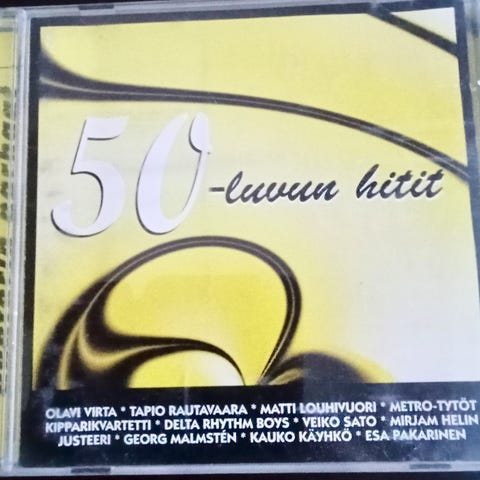 50 -luvun hitit
OLAVI VIRTA * TAPIO RAUTAVAARA * MATTI LOUHIVUORI * METRO-TYTÖT
KIPPARIKVARTETTI * DELTA RHYTHM BOYS * VEIKO SATO * MIRJAM HELIN
JUSTEERI * GEORG MALMSTÉN * KAUKO KÄYHKÖ * ESA PAKARINEN